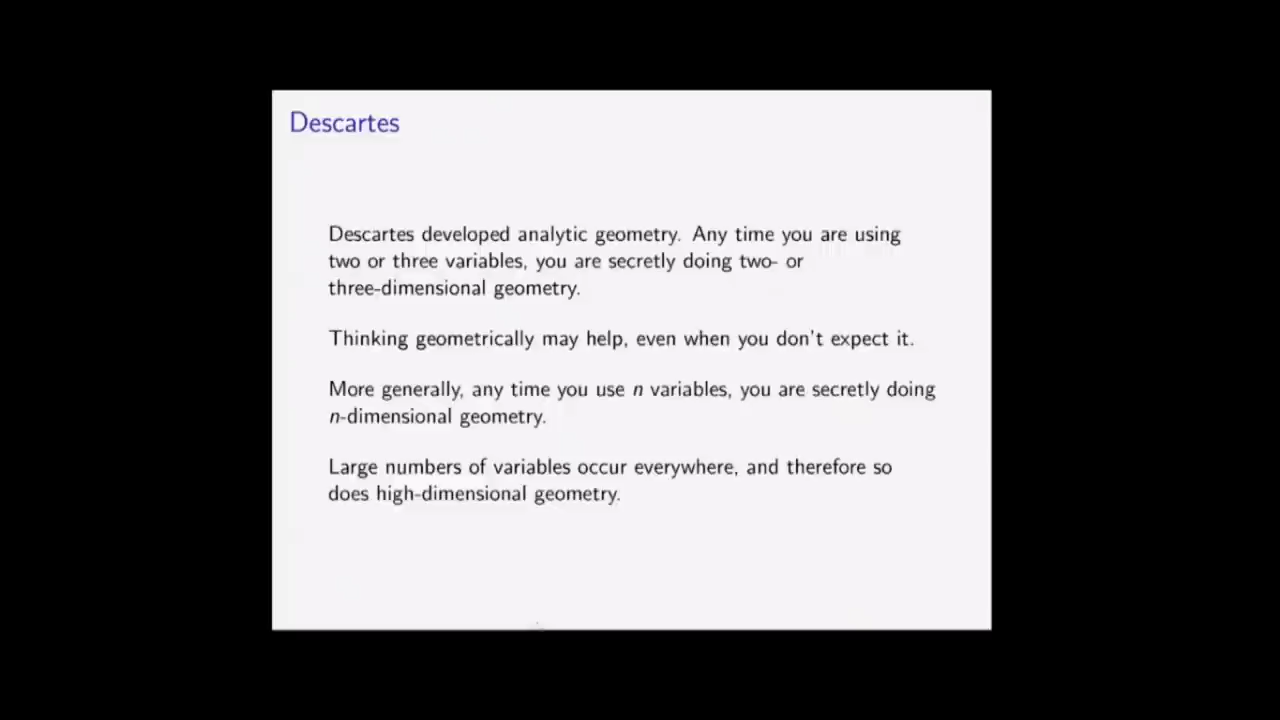 Descartes
Descartes developed analytic geometry. Any time you are using
two or three variables, you are secretly doing two- or
three-dimensional geometry.
Thinking geometrically may help, even when you don't expect it.
More generally, any time you use n variables, you are secretly doing
n-dimensional geometry.
Large numbers of variables occur everywhere, and therefore so
does high-dimensional geometry.